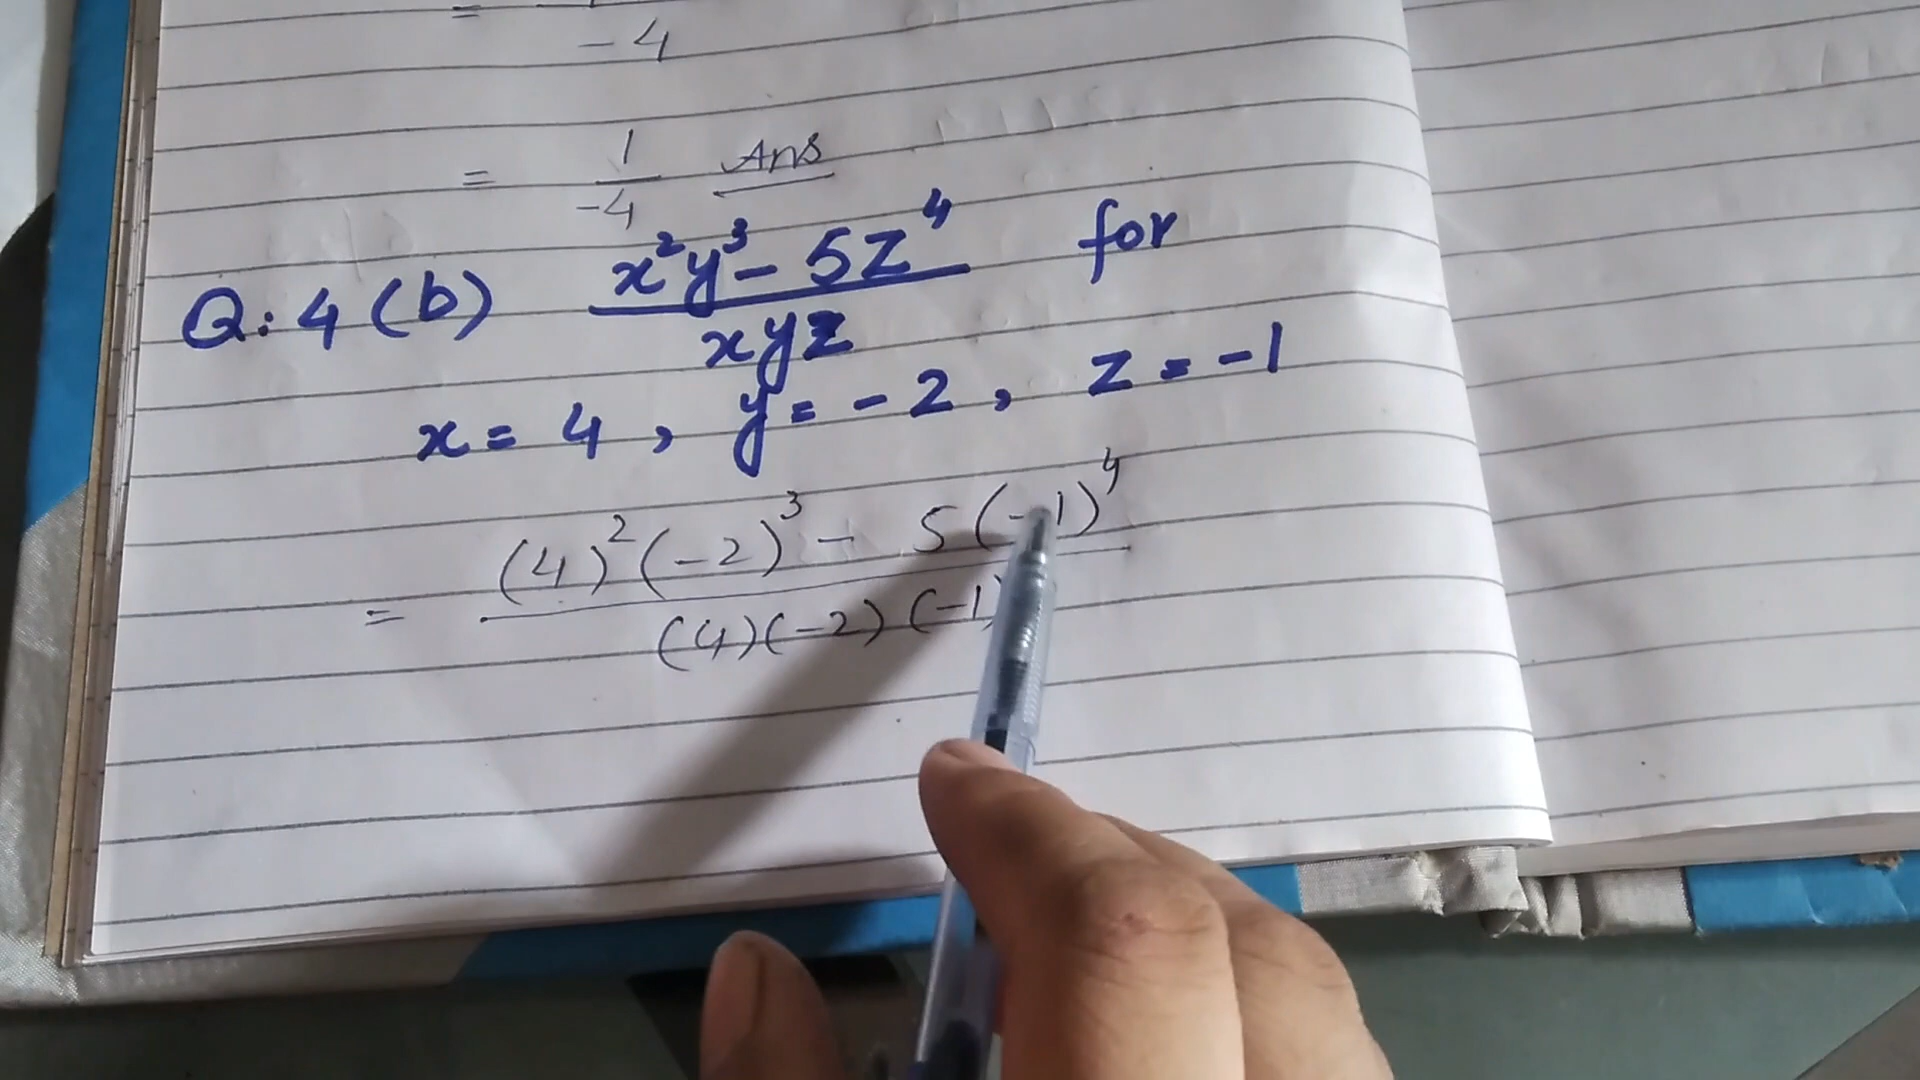 = — -4
= 1/-4 Ans
Q: 4 (b) x²y³ - 5z⁴ / xyz for
x = 4 , y = - 2 , z = -1
= (4)²(-2)³ - 5(-1)⁴ / (4)(-2)(-1)